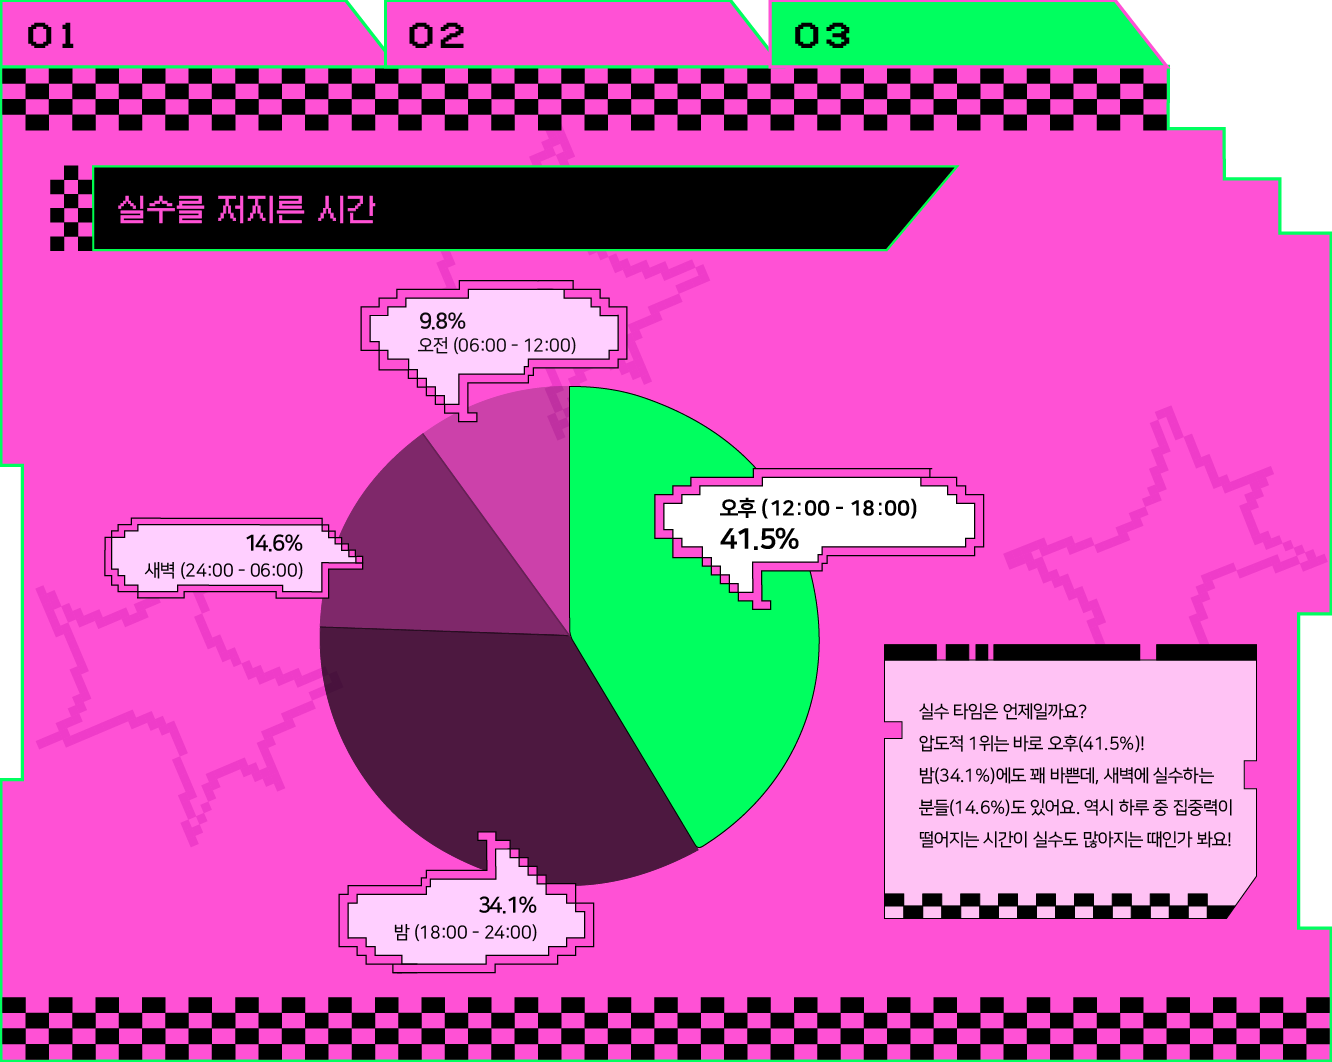 01
02
03
실수를 저지른 시간
9.8%
오전 (06:00 - 12:00)
오후 (12:00 - 18:00)
41.5%
14.6%
새벽 (24:00 - 06:00)
34.1%
밤 (18:00 - 24:00)
실수 타임은 언제일까요?
압도적 1위는 바로 오후(41.5%)!
밤(34.1%)에도 꽤 바쁜데, 새벽에 실수하는
분들(14.6%)도 있어요. 역시 하루 중 집중력이
떨어지는 시간이 실수도 많아지는 때인가 봐요!